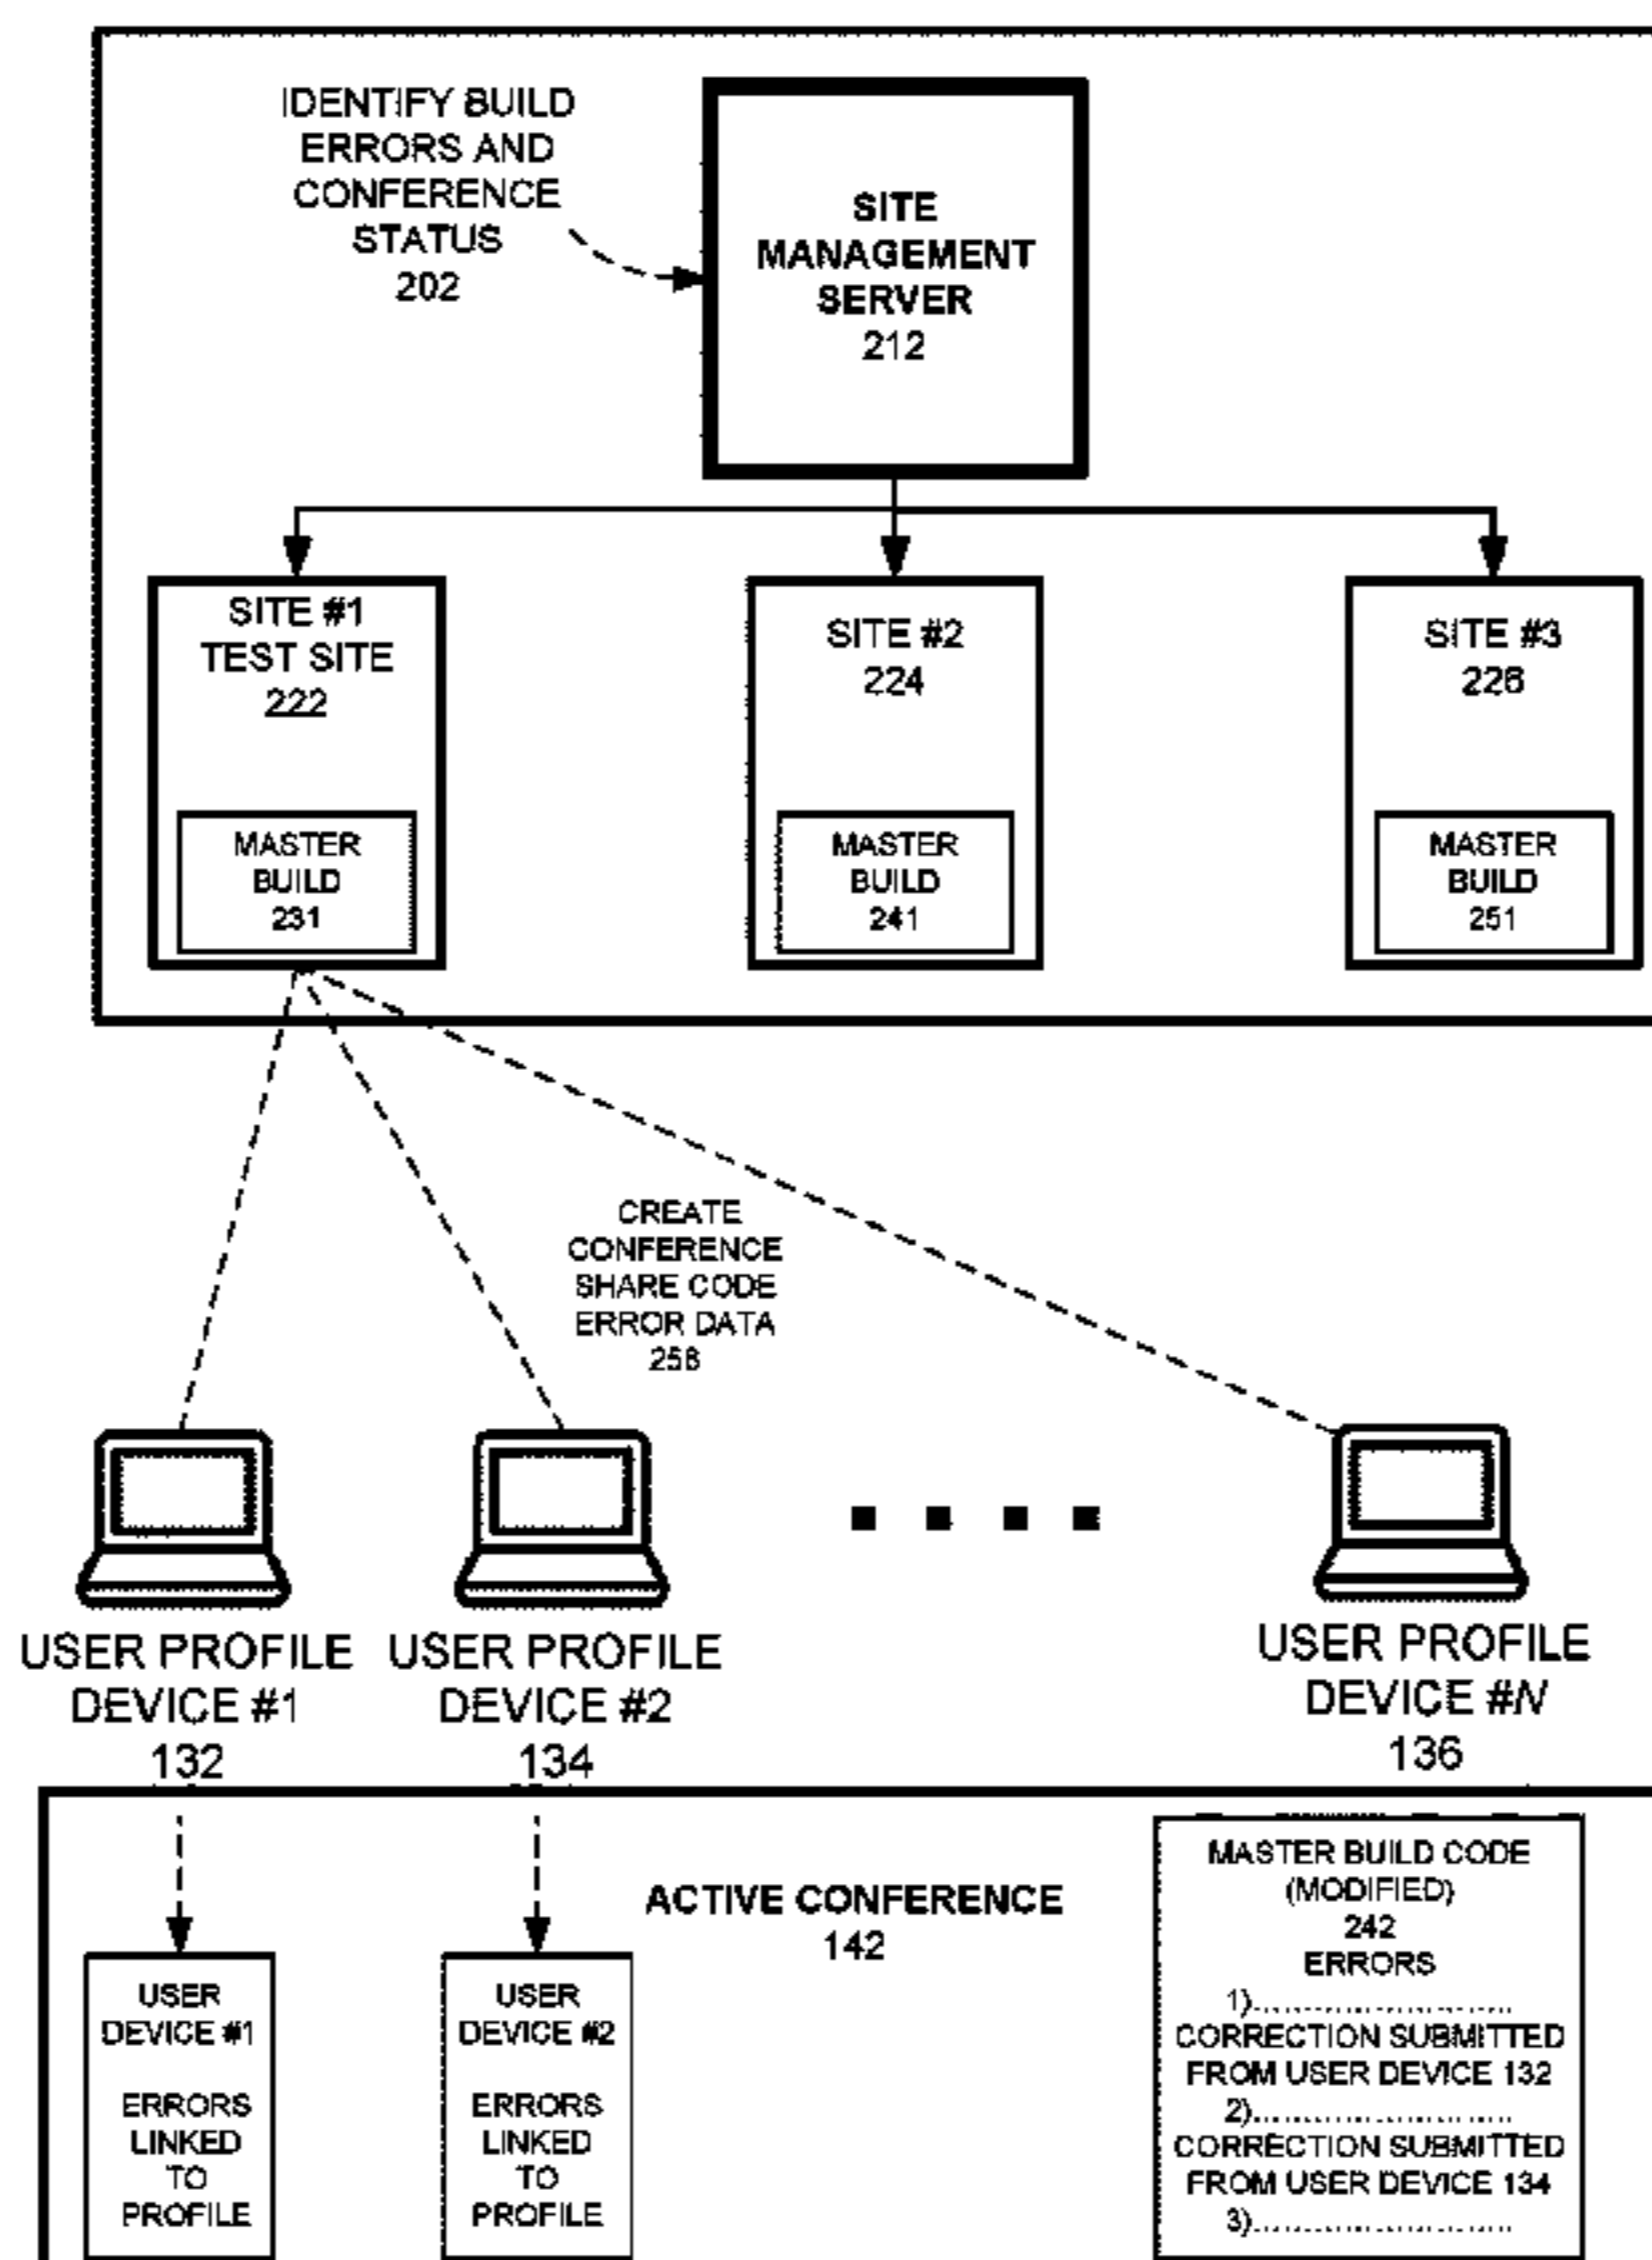 IDENTIFY BUILD
ERRORS AND
CONFERENCE
STATUS
202
SITE
MANAGEMENT
SERVER
212
SITE #1
TEST SITE
222
MASTER
BUILD
231
SITE #2
224
MASTER
BUILD
241
SITE #3
226
MASTER
BUILD
251
CREATE
CONFERENCE
SHARE CODE
ERROR DATA
258
USER PROFILE
DEVICE #1
132
USER PROFILE
DEVICE #2
134
USER PROFILE
DEVICE #N
136
ACTIVE CONFERENCE
142
USER
DEVICE #1
ERRORS
LINKED
TO
PROFILE
USER
DEVICE #2
ERRORS
LINKED
TO
PROFILE
MASTER BUILD CODE
(MODIFIED)
242
ERRORS
1)..........................
CORRECTION SUBMITTED
FROM USER DEVICE 132
2)..........................
CORRECTION SUBMITTED
FROM USER DEVICE 134
3)..........................